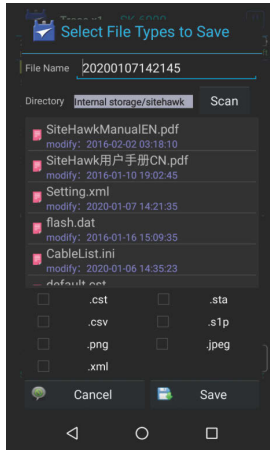 Select File Types to Save
File Name 20200107142145
Directory Internal storage/sitehawk Scan
SiteHawkManualEN.pdf
modify: 2016-02-02 03:18:10
SiteHawk用户手册CN.pdf
modify: 2016-01-10 19:02:45
Setting.xml
modify: 2020-01-07 14:21:35
flash.dat
modify: 2016-01-16 15:09:35
CableList.ini
modify: 2020-01-06 14:35:23
default.cst
.cst .sta
.csv .s1p
.png .jpeg
.xml
Cancel Save